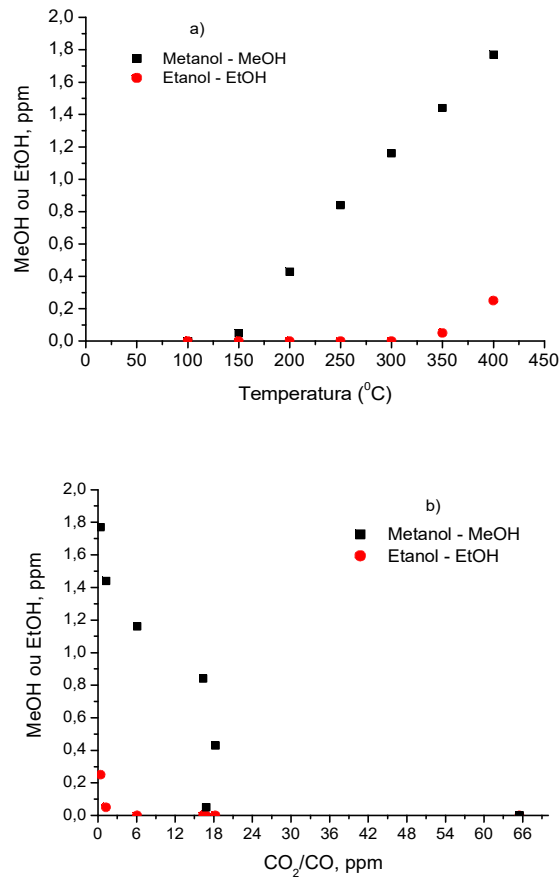 a)
Metanol - MeOH
Etanol - EtOH
MeOH ou EtOH, ppm
2,0
1,8
1,6
1,4
1,2
1,0
0,8
0,6
0,4
0,2
0,0
0 50 100 150 200 250 300 350 400 450
Temperatura (⁰C)
b)
Metanol - MeOH
Etanol - EtOH
MeOH ou EtOH, ppm
2,0
1,8
1,6
1,4
1,2
1,0
0,8
0,6
0,4
0,2
0,0
0 6 12 18 24 30 36 42 48 54 60 66
CO₂/CO, ppm